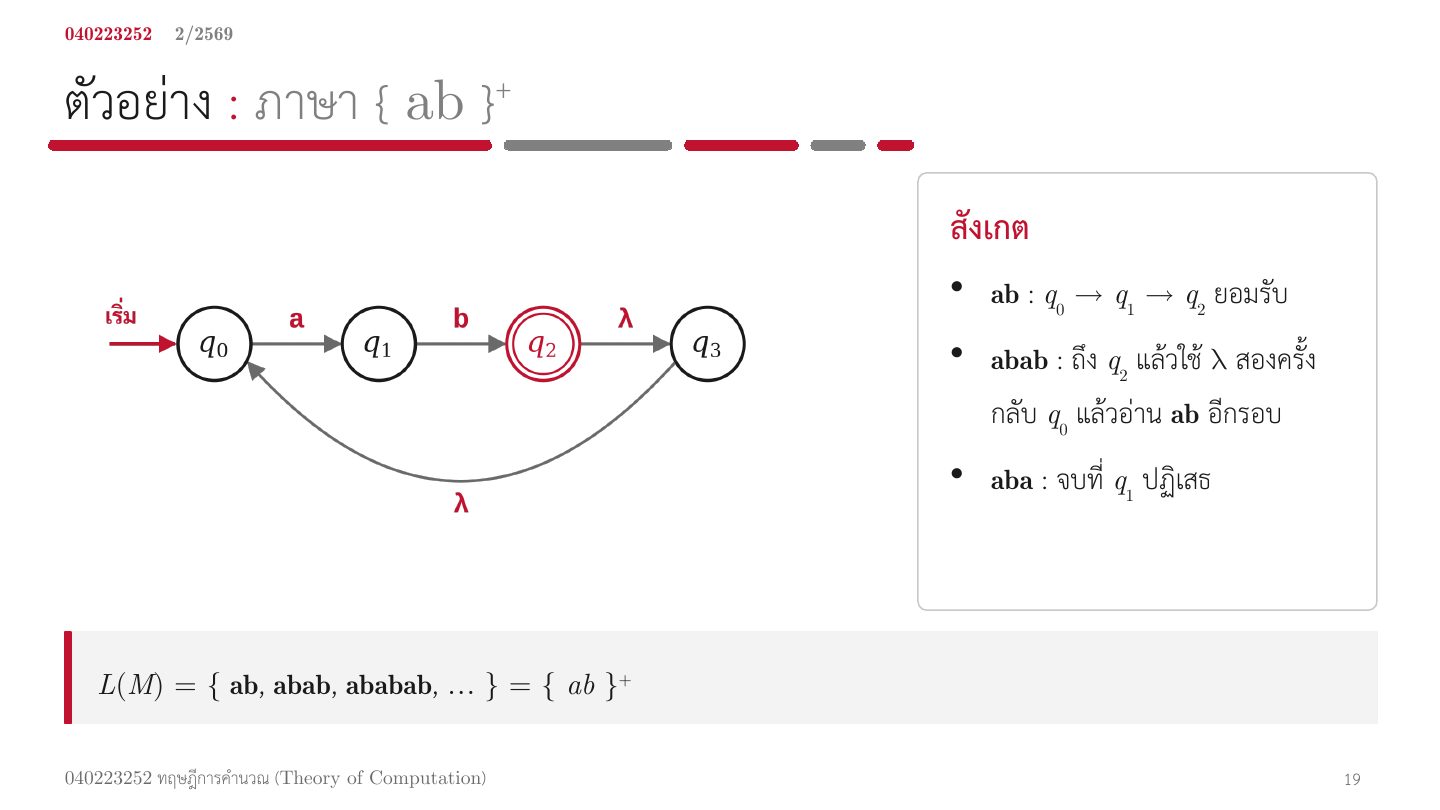 040223252 2/2569
ตัวอย่าง : ภาษา { ab }⁺
เริ่ม
a
b
λ
q₀
q₁
q₂
q₃
λ
สังเกต
• ab : q₀ → q₁ → q₂ ยอมรับ
• abab : ถึง q₂ แล้วใช้ λ สองครั้ง
กลับ q₀ แล้วอ่าน ab อีกรอบ
• aba : จบที่ q₁ ปฏิเสธ
L(M) = { ab, abab, ababab, … } = { ab }⁺
040223252 ทฤษฎีการคำนวณ (Theory of Computation)
19